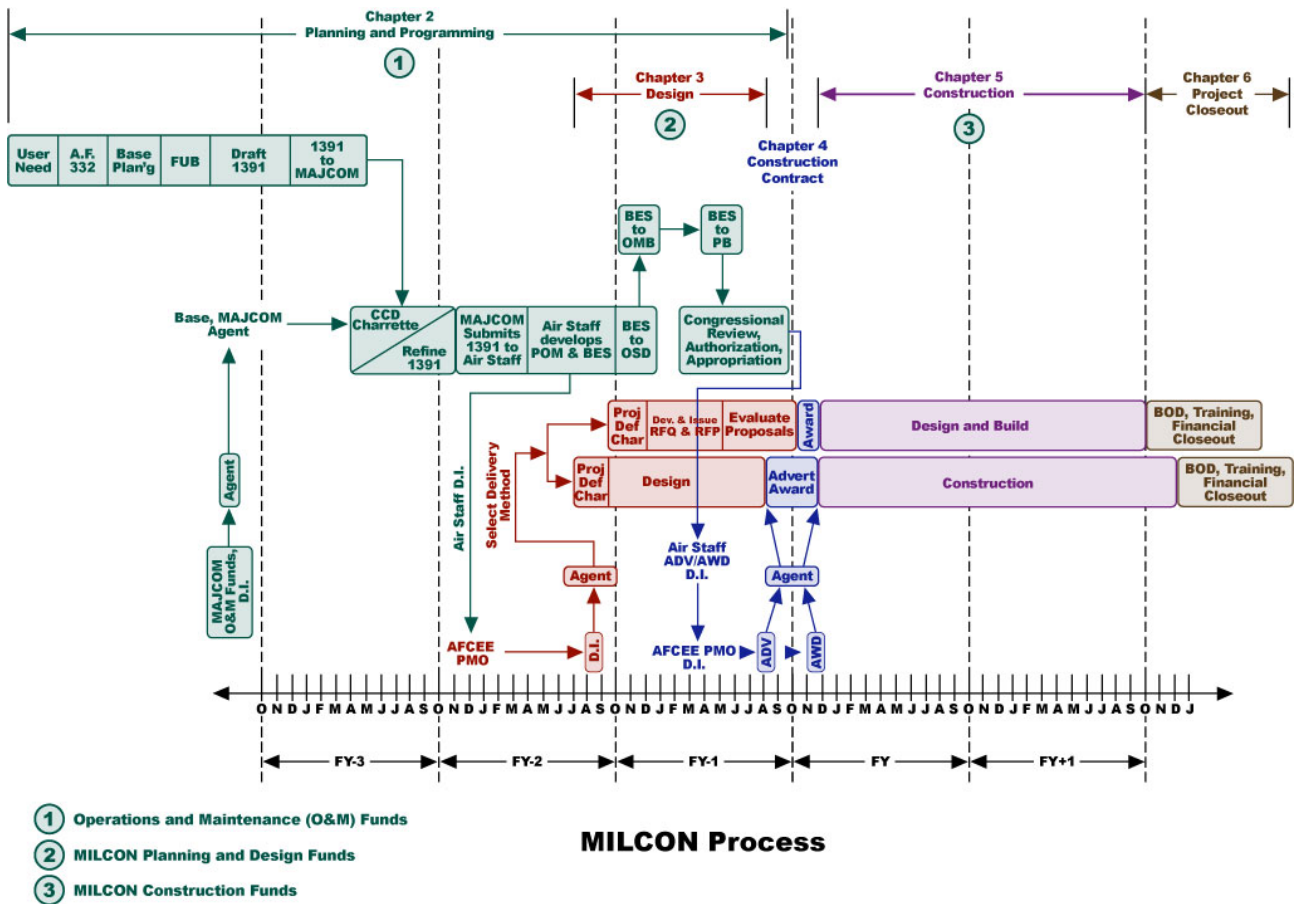 Chapter 2
Planning and Programming
1
Chapter 3
Design
2
Chapter 5
Construction
3
Chapter 6
Project
Closeout
Chapter 4
Construction
Contract
User
Need
A.F.
332
Base
Plan'g
FUB
Draft
1391
1391
to
MAJCOM
BES
to
OMB
BES
to
PB
Base, MAJCOM
Agent
CCD
Charrette
Refine
1391
MAJCOM
Submits
1391 to
Air Staff
Air Staff
develops
POM & BES
BES
to
OSD
Congressional
Review,
Authorization,
Appropriation
Proj
Def
Char
Dev. & Issue
RFQ & RFP
Evaluate
Proposals
Award
Design and Build
BOD, Training,
Financial
Closeout
Proj
Def
Char
Design
Advert
Award
Construction
BOD, Training,
Financial
Closeout
Agent
MAJCOM
O&M Funds,
D.I.
Air Staff D.I.
Select Delivery
Method
Agent
D.I.
AFCEE
PMO
Air Staff
ADV/AWD
D.I.
Agent
AFCEE PMO
D.I.
ADV
AWD
O N D J F M A M J J A S O N D J F M A M J J A S O N D J F M A M J J A S O N D J F M A M J J A S O N D J F M A M J J A S O N D J
FY-3
FY-2
FY-1
FY
FY+1
1 Operations and Maintenance (O&M) Funds
2 MILCON Planning and Design Funds
3 MILCON Construction Funds
MILCON Process